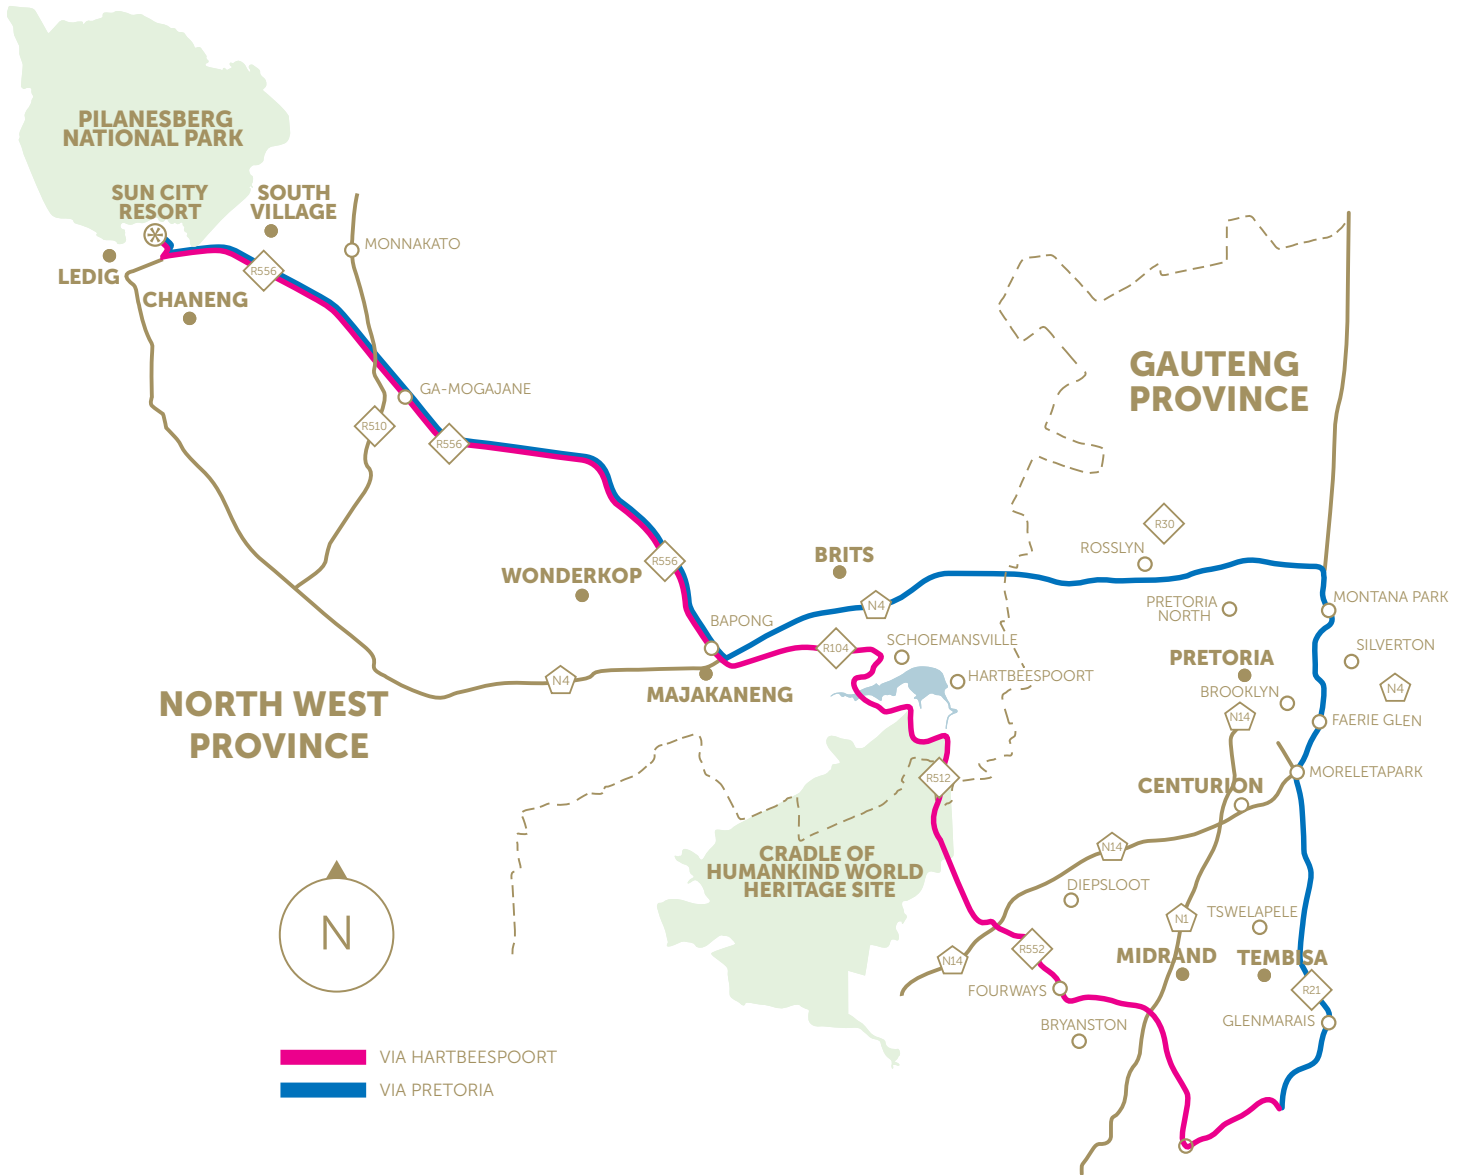 PILANESBERG
NATIONAL PARK
SUN CITY
RESORT
SOUTH
VILLAGE
MONNAKATO
LEDIG
R556
CHANENG
GAUTENG
PROVINCE
GA-MOGAJANE
R510
R556
R30
ROSSLYN
BRITS
R556
WONDERKOP
N4
MONTANA PARK
PRETORIA
NORTH
BAPONG
R104
SCHOEMANSVILLE
SILVERTON
PRETORIA
HARTBEESPOORT
N4
MAJAKANENG
BROOKLYN
N4
NORTH WEST
PROVINCE
N14
FAERIE GLEN
R512
MORELETAPARK
CENTURION
N14
CRADLE OF
HUMANKIND WORLD
HERITAGE SITE
DIEPSLOOT
N1
TSWELAPELE
N
R552
N14
MIDRAND
TEMBISA
FOURWAYS
R21
BRYANSTON
GLENMARAIS
VIA HARTBEESPOORT
VIA PRETORIA